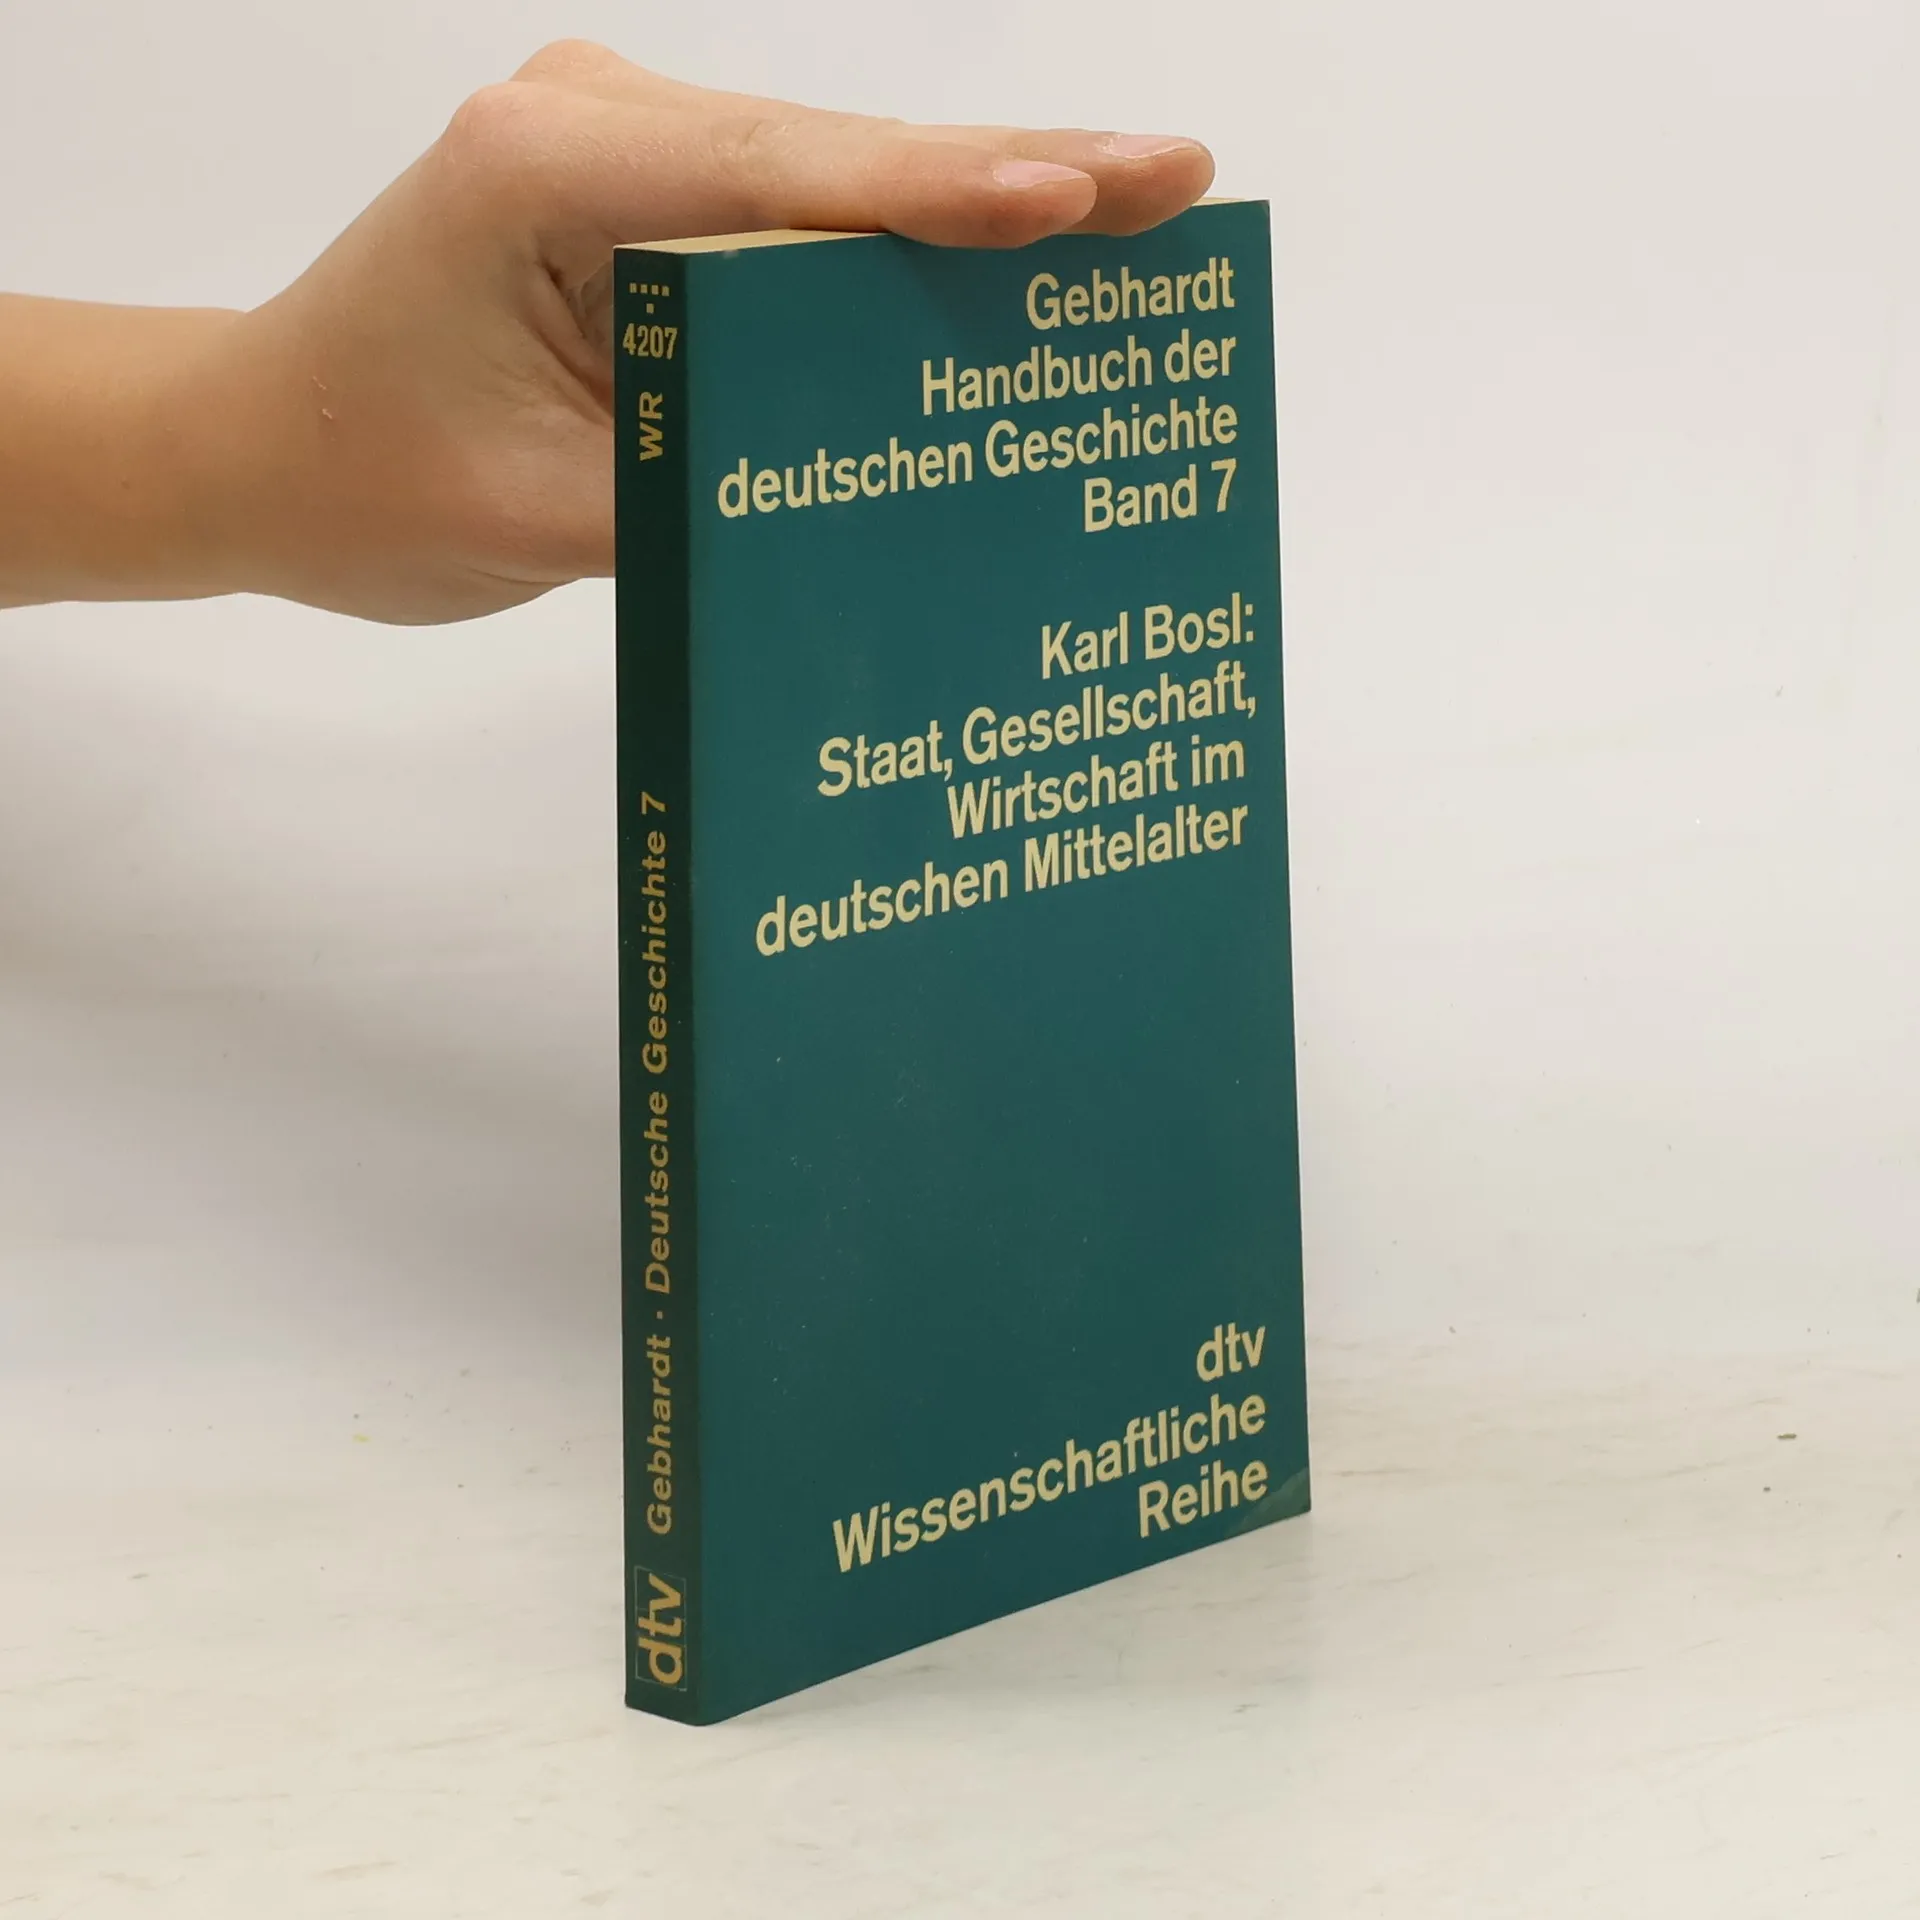 Gebhardt
Handbuch der
deutschen Geschichte
Band 7
Karl Bosl:
Staat, Gesellschaft,
Wirtschaft im
deutschen Mittelalter
dtv
Wissenschaftliche
Reihe
4207
WR
Gebhardt · Deutsche Geschichte 7
dtv